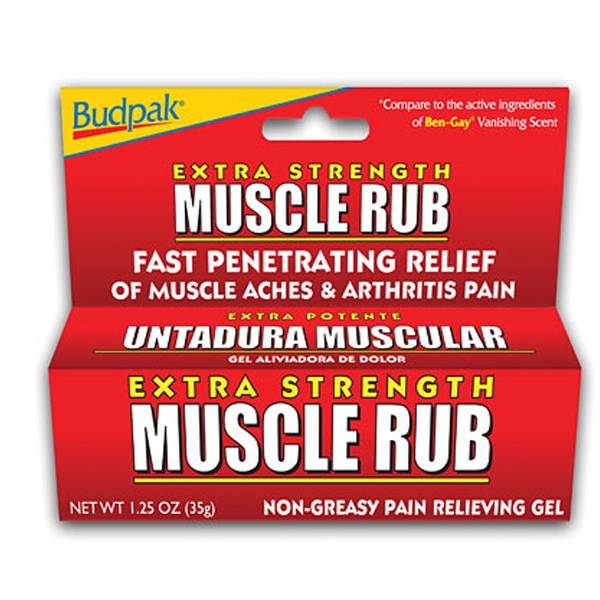 Budpak®
*Compare to the active ingredients
of Ben-Gay® Vanishing Scent
EXTRA STRENGTH
MUSCLE RUB
FAST PENETRATING RELIEF
OF MUSCLE ACHES & ARTHRITIS PAIN
EXTRA POTENTE
UNTADURA MUSCULAR
GEL ALIVIADORA DE DOLOR
EXTRA STRENGTH
MUSCLE RUB
NET WT 1.25 OZ (35g)
NON-GREASY PAIN RELIEVING GEL